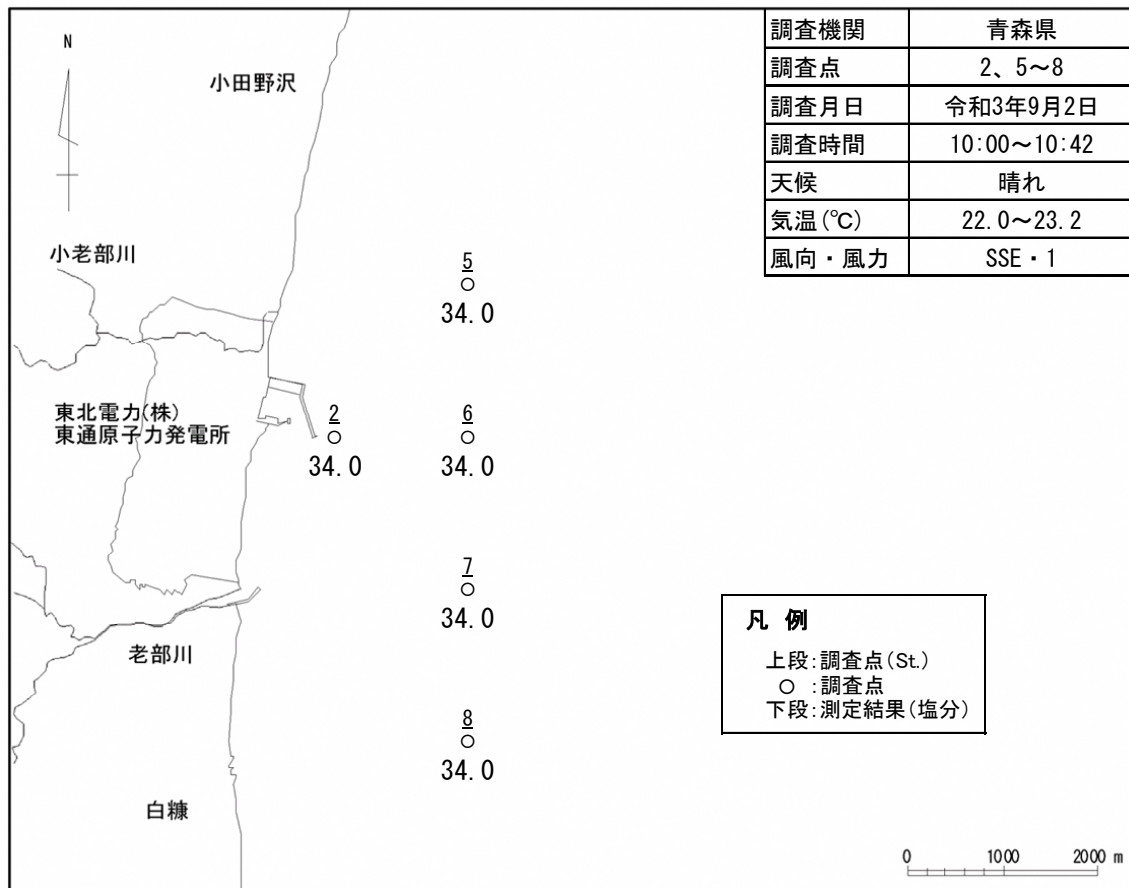 調査機関 青森県
調査点 2、5～8
調査月日 令和3年9月2日
調査時間 10:00～10:42
天候 晴れ
気温(℃) 22.0～23.2
風向・風力 SSE・1
N
小田野沢
小老部川
5
34.0
東北電力(株)
東通原子力発電所
2
34.0
6
34.0
7
34.0
老部川
8
34.0
白糠
凡 例
上段:調査点(St.)
○ :調査点
下段:測定結果(塩分)
0 1000 2000 m